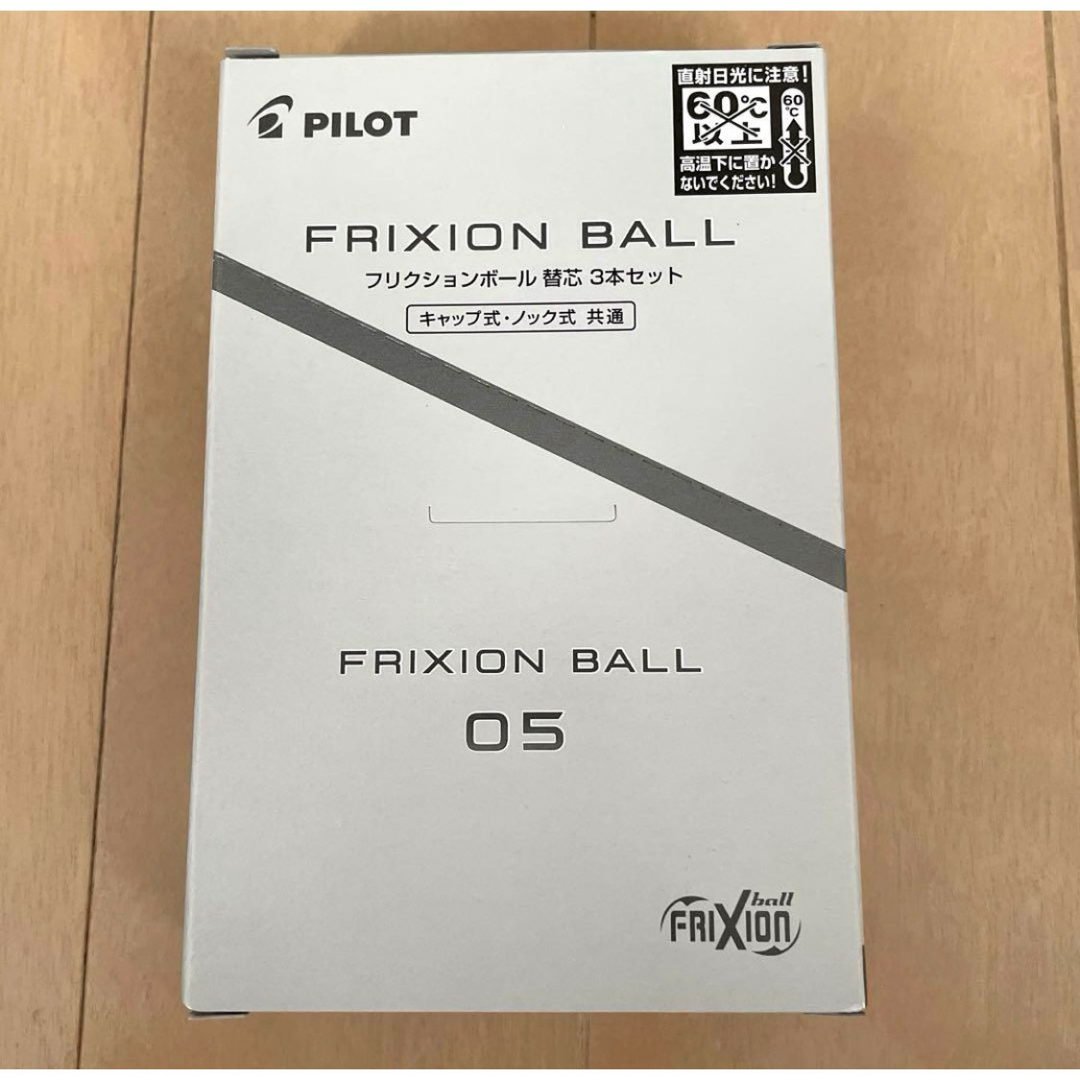 PILOT
直射日光に注意!
60℃
以上
60
℃
高温下に置か
ないでください!
FRIXION BALL
フリクションボール 替芯 3本セット
キャップ式・ノック式 共通
FRIXION BALL
05
ball
FRIXION